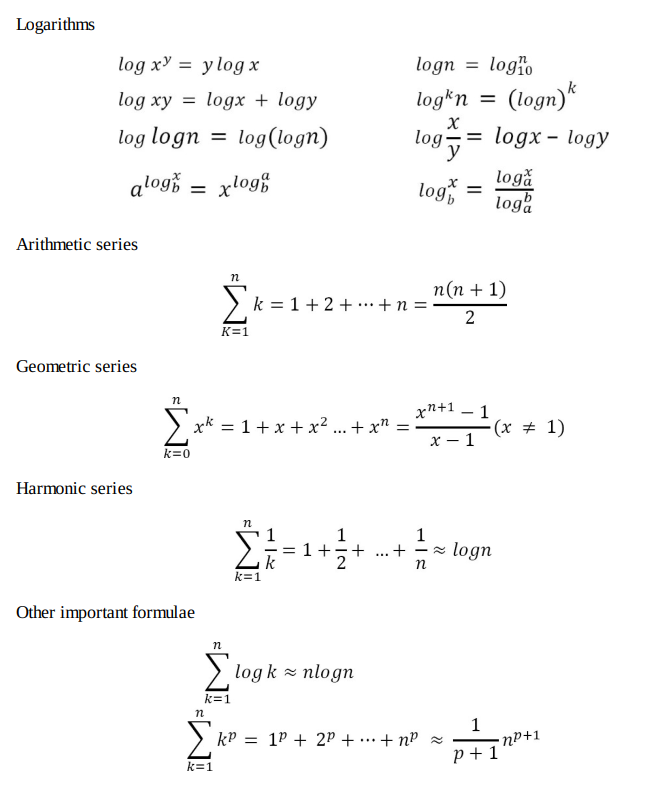 Logarithms
log x^y = y log x    logn = log_10^n
log xy = logx + logy    log^k n = (logn)^k
log logn = log(logn)    log x/y = logx – logy
a^(log_b^x) = x^(log_b^a)    log_b^x = log_a^x / log_a^b
Arithmetic series
∑_{K=1}^{n} k = 1 + 2 + ⋯ + n = n(n + 1)/2
Geometric series
∑_{k=0}^{n} x^k = 1 + x + x^2 … + x^n = (x^(n+1) − 1)/(x − 1) (x ≠ 1)
Harmonic series
∑_{k=1}^{n} 1/k = 1 + 1/2 + … + 1/n ≈ logn
Other important formulae
∑_{k=1}^{n} log k ≈ nlogn
∑_{k=1}^{n} k^p = 1^p + 2^p + ⋯ + n^p ≈ 1/(p + 1) n^(p+1)